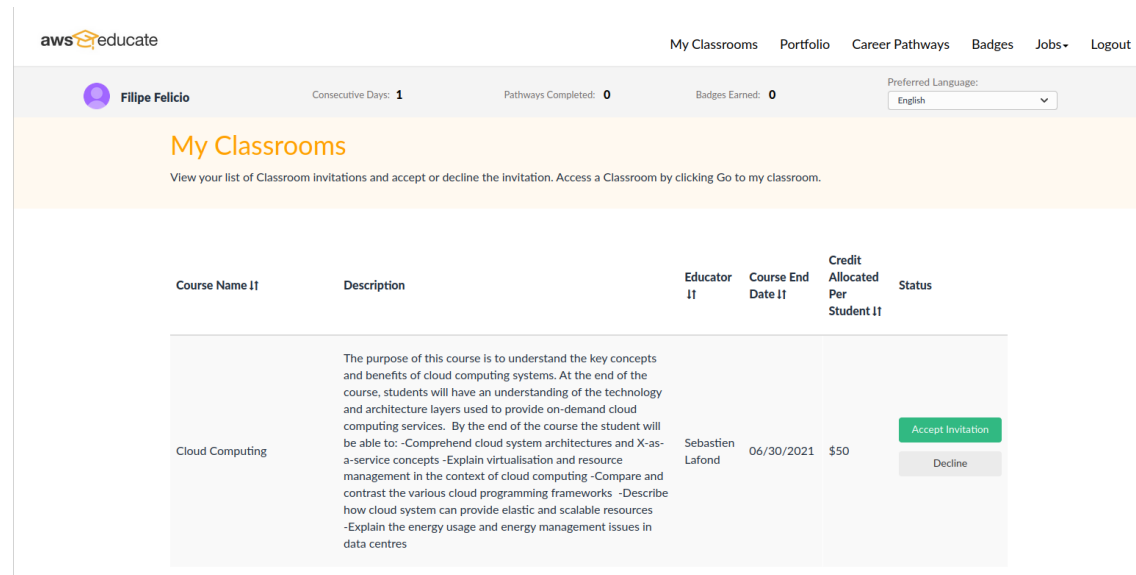 aws educate
My Classrooms Portfolio Career Pathways Badges Jobs Logout
Preferred Language:
Filipe Felicio Consecutive Days: 1 Pathways Completed: 0 Badges Earned: 0 English
My Classrooms
View your list of Classroom invitations and accept or decline the invitation. Access a Classroom by clicking Go to my classroom.
Course Name Description Educator Course End Date Credit Allocated Per Student Status
Cloud Computing
The purpose of this course is to understand the key concepts
and benefits of cloud computing systems. At the end of the
course, students will have an understanding of the technology
and architecture layers used to provide on-demand cloud
computing services. By the end of the course the student will
be able to: -Comprehend cloud system architectures and X-as-
a-service concepts -Explain virtualisation and resource
management in the context of cloud computing -Compare and
contrast the various cloud programming frameworks -Describe
how cloud system can provide elastic and scalable resources
-Explain the energy usage and energy management issues in
data centres
Sebastien
Lafond
06/30/2021
$50
Accept Invitation
Decline